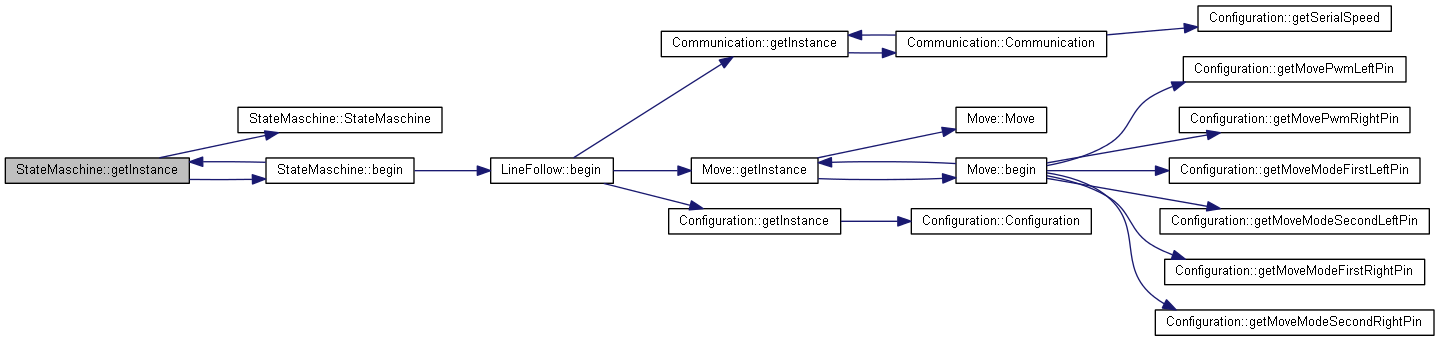 Configuration::getSerialSpeed
Communication::getInstance
Communication::Communication
Configuration::getMovePwmLeftPin
StateMaschine::StateMaschine
Move::Move
Configuration::getMovePwmRightPin
StateMaschine::getInstance
StateMaschine::begin
LineFollow::begin
Move::getInstance
Move::begin
Configuration::getMoveModeFirstLeftPin
Configuration::getInstance
Configuration::Configuration
Configuration::getMoveModeSecondLeftPin
Configuration::getMoveModeFirstRightPin
Configuration::getMoveModeSecondRightPin